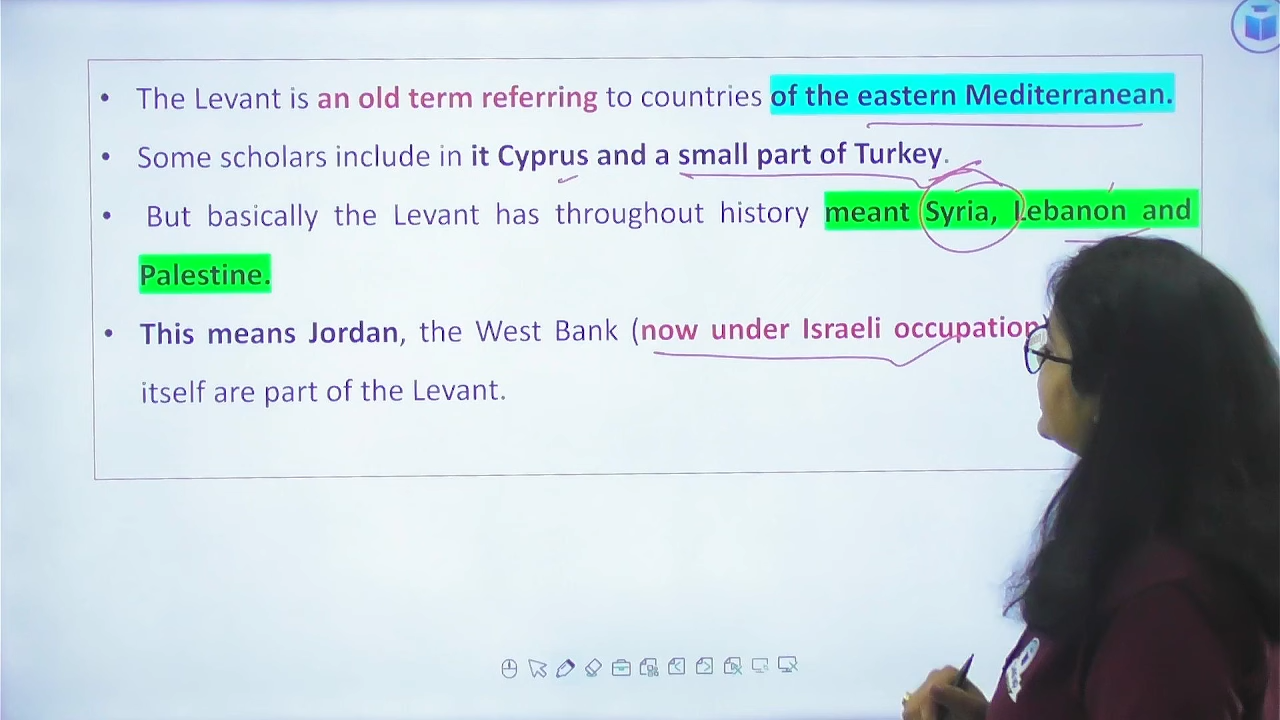 • The Levant is an old term referring to countries of the eastern Mediterranean.
• Some scholars include in it Cyprus and a small part of Turkey.
• But basically the Levant has throughout history meant Syria, Lebanon and
Palestine.
• This means Jordan, the West Bank (now under Israeli occupation
itself are part of the Levant.